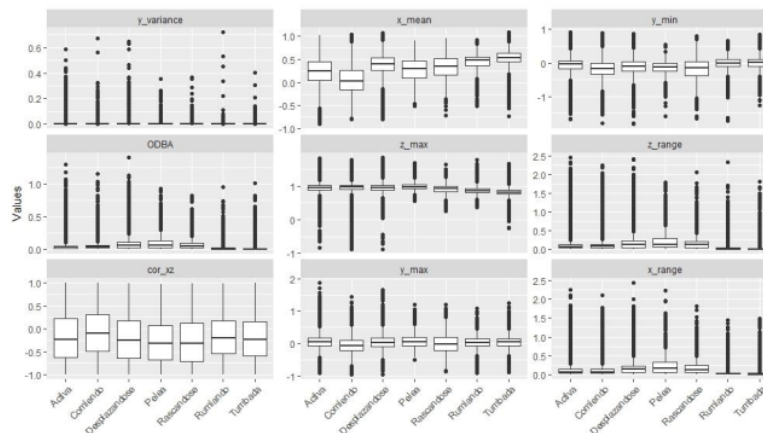 y_variance
x_mean
y_min
0.6
0.4
0.2
0.0
1.0
0.5
0.0
-0.5
-1.0
1
0
-1
ODBA
z_max
z_range
Values
1.0
0.5
0.0
2
1
0
-1
2.5
2.0
1.5
1.0
0.5
0.0
cor_xz
y_max
x_range
1.0
0.5
0.0
-0.5
-1.0
2
1
0
-1
2.5
2.0
1.5
1.0
0.5
0.0
Activa
Comiendo
Desplazandose
Pelea
Rascandose
Rumiando
Tumbada
Activa
Comiendo
Desplazandose
Pelea
Rascandose
Rumiando
Tumbada
Activa
Comiendo
Desplazandose
Pelea
Rascandose
Rumiando
Tumbada